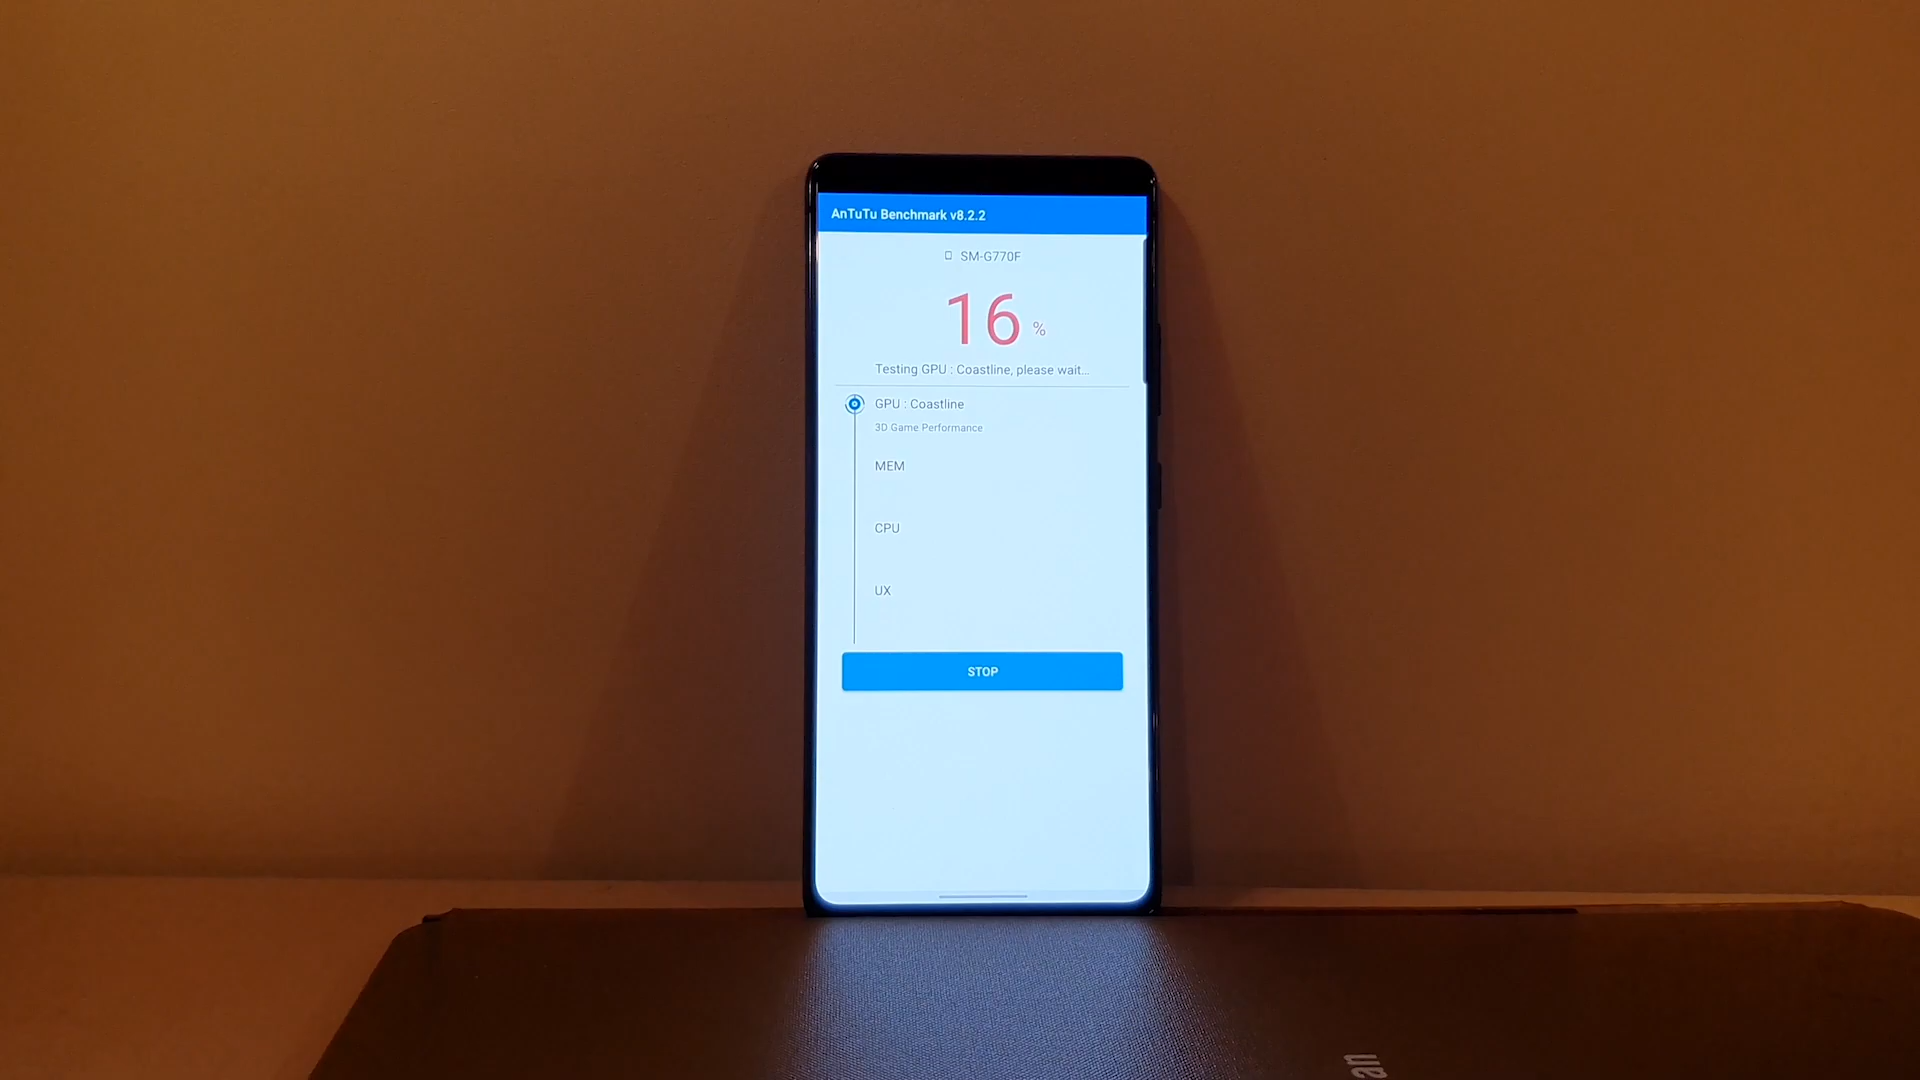 AnTuTu Benchmark v8.2.2
SM-G770F
16 %
Testing GPU : Coastline, please wait...
GPU : Coastline
3D Game Performance
MEM
CPU
UX
STOP
an